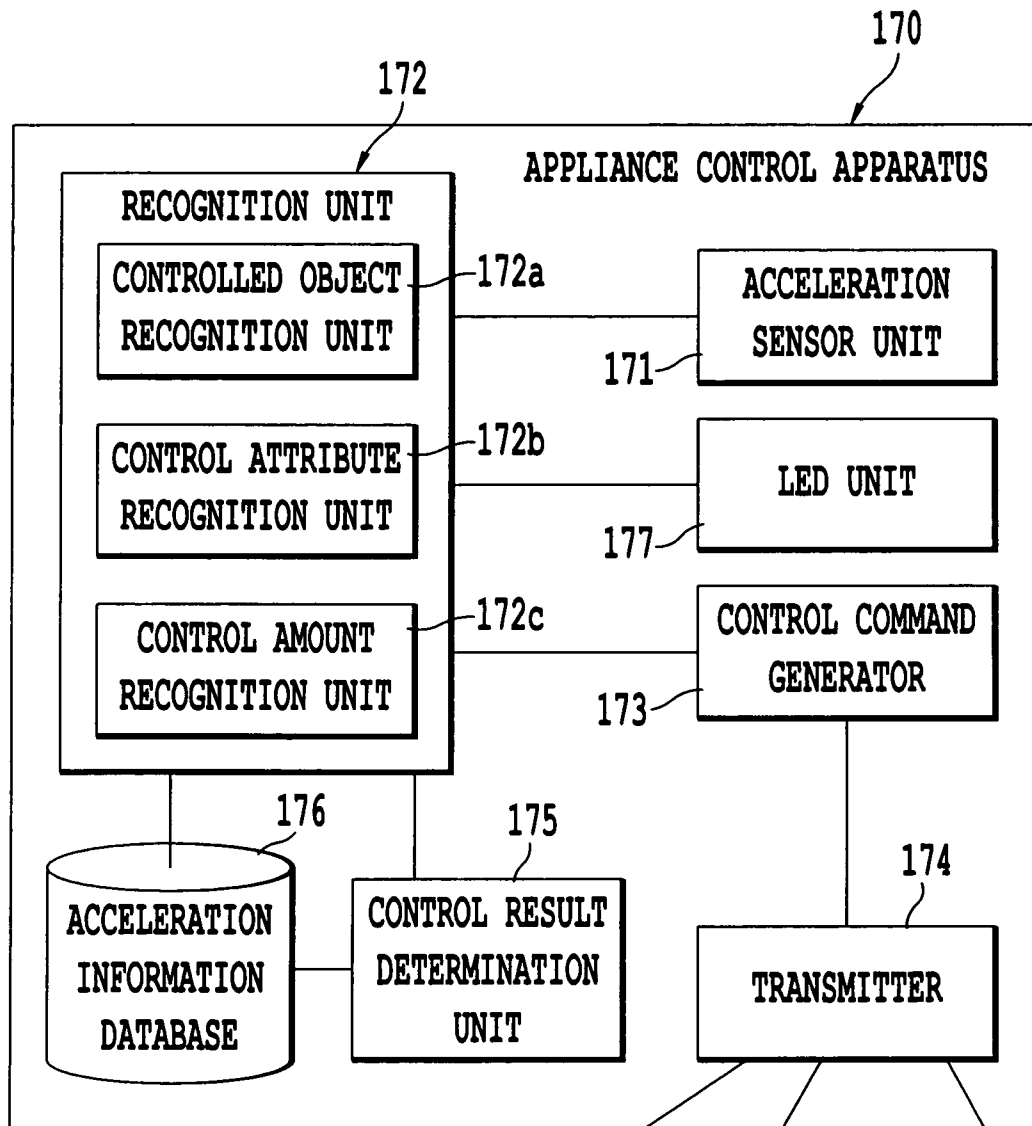 170
172
APPLIANCE CONTROL APPARATUS
RECOGNITION UNIT
CONTROLLED OBJECT
RECOGNITION UNIT
172a
ACCELERATION
SENSOR UNIT
171
CONTROL ATTRIBUTE
RECOGNITION UNIT
172b
LED UNIT
177
CONTROL AMOUNT
RECOGNITION UNIT
172c
CONTROL COMMAND
GENERATOR
173
176
ACCELERATION
INFORMATION
DATABASE
175
CONTROL RESULT
DETERMINATION
UNIT
174
TRANSMITTER